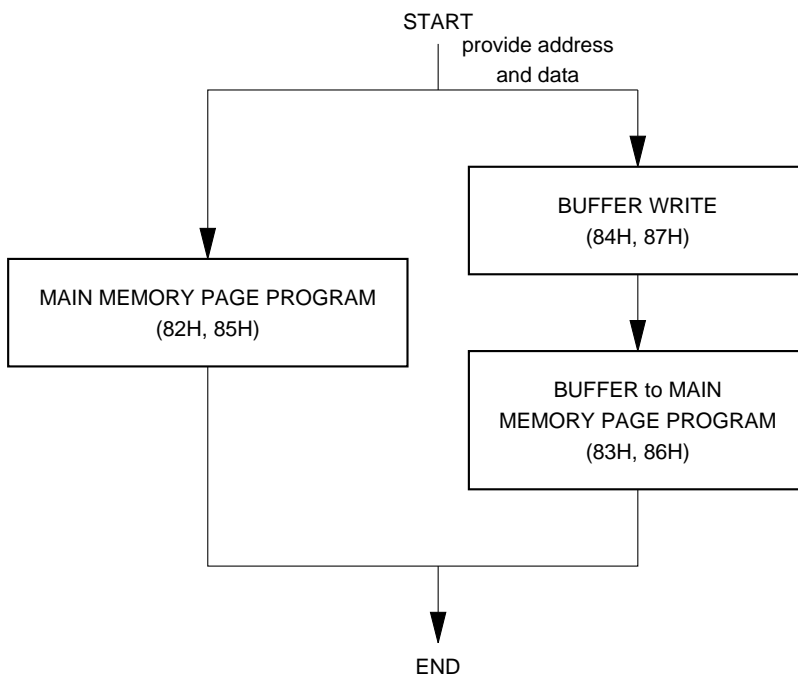 START
provide address
and data
BUFFER WRITE
(84H, 87H)
MAIN MEMORY PAGE PROGRAM
(82H, 85H)
BUFFER to MAIN
MEMORY PAGE PROGRAM
(83H, 86H)
END